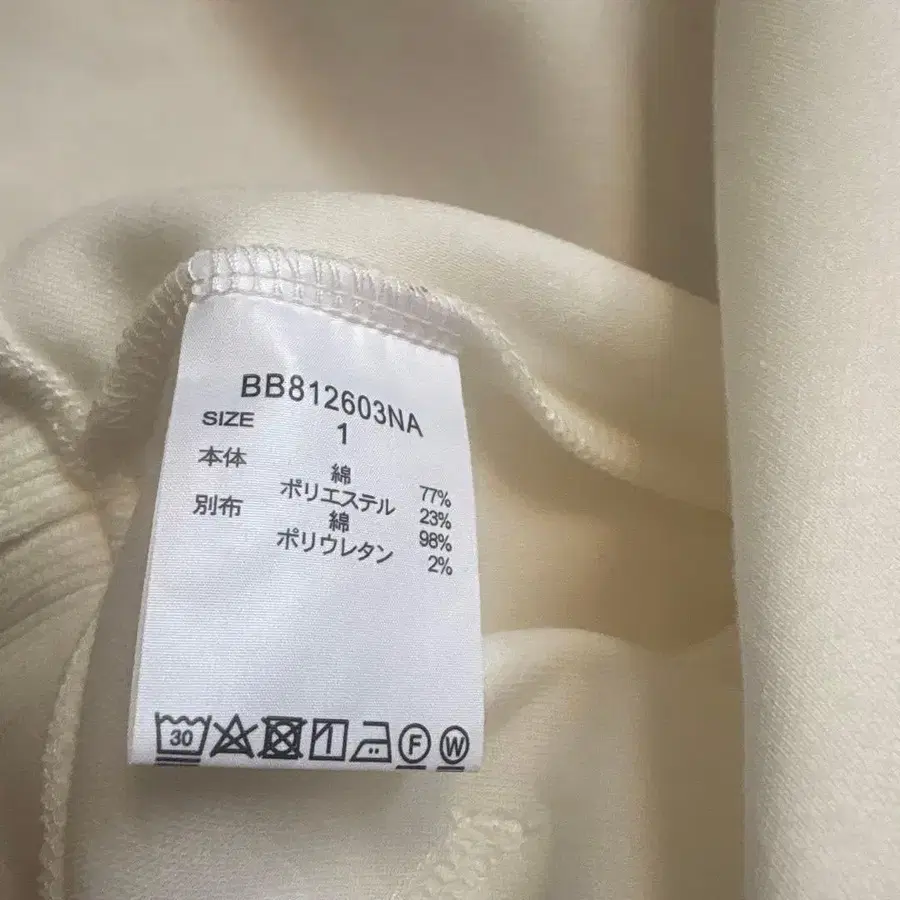 BB812603NA
SIZE 1
本体 綿 77%
ポリエステル 23%
別布 綿 98%
ポリウレタン 2%
30 F W